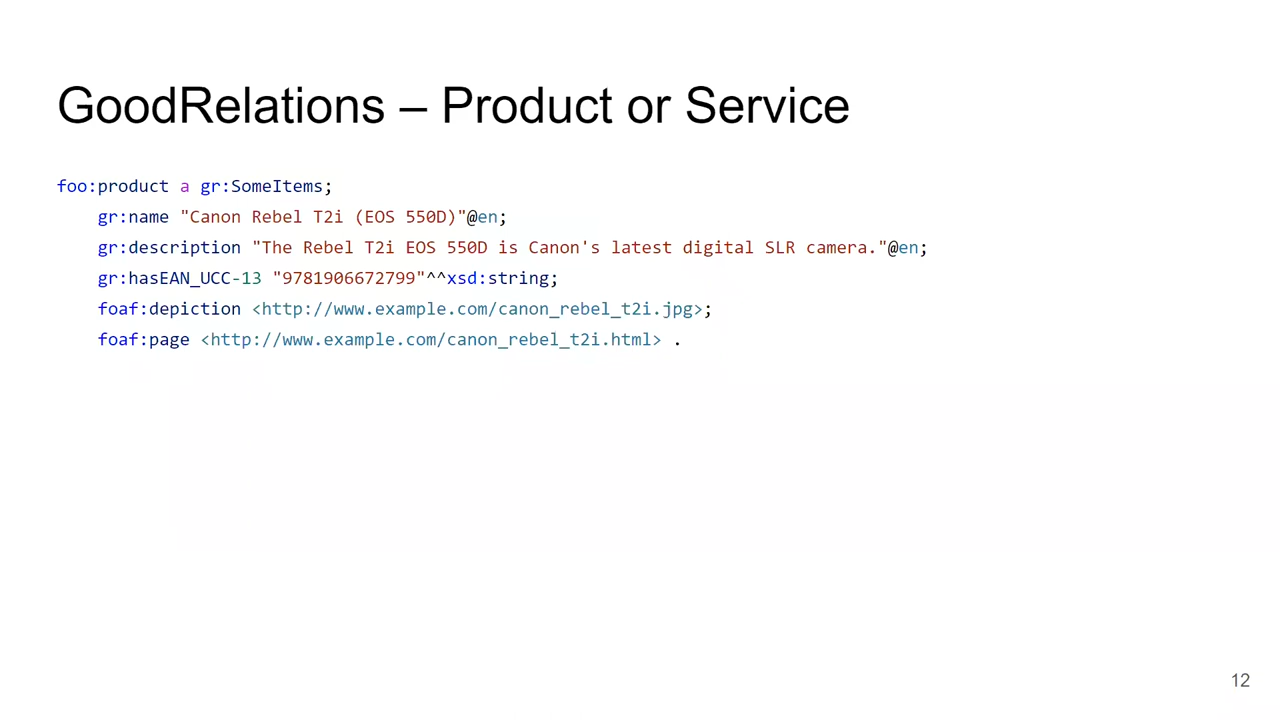 GoodRelations – Product or Service
foo:product a gr:SomeItems;
gr:name "Canon Rebel T2i (EOS 550D)"@en;
gr:description "The Rebel T2i EOS 550D is Canon's latest digital SLR camera."@en;
gr:hasEAN_UCC-13 "9781906672799"^^xsd:string;
foaf:depiction <http://www.example.com/canon_rebel_t2i.jpg>;
foaf:page <http://www.example.com/canon_rebel_t2i.html> .
12